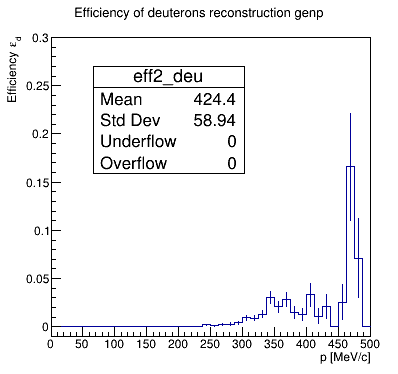 Efficiency of deuterons reconstruction genp
Efficiency ε_d
eff2_deu
Mean 424.4
Std Dev 58.94
Underflow 0
Overflow 0
0.3
0.25
0.2
0.15
0.1
0.05
0
0 50 100 150 200 250 300 350 400 450 500
p [MeV/c]